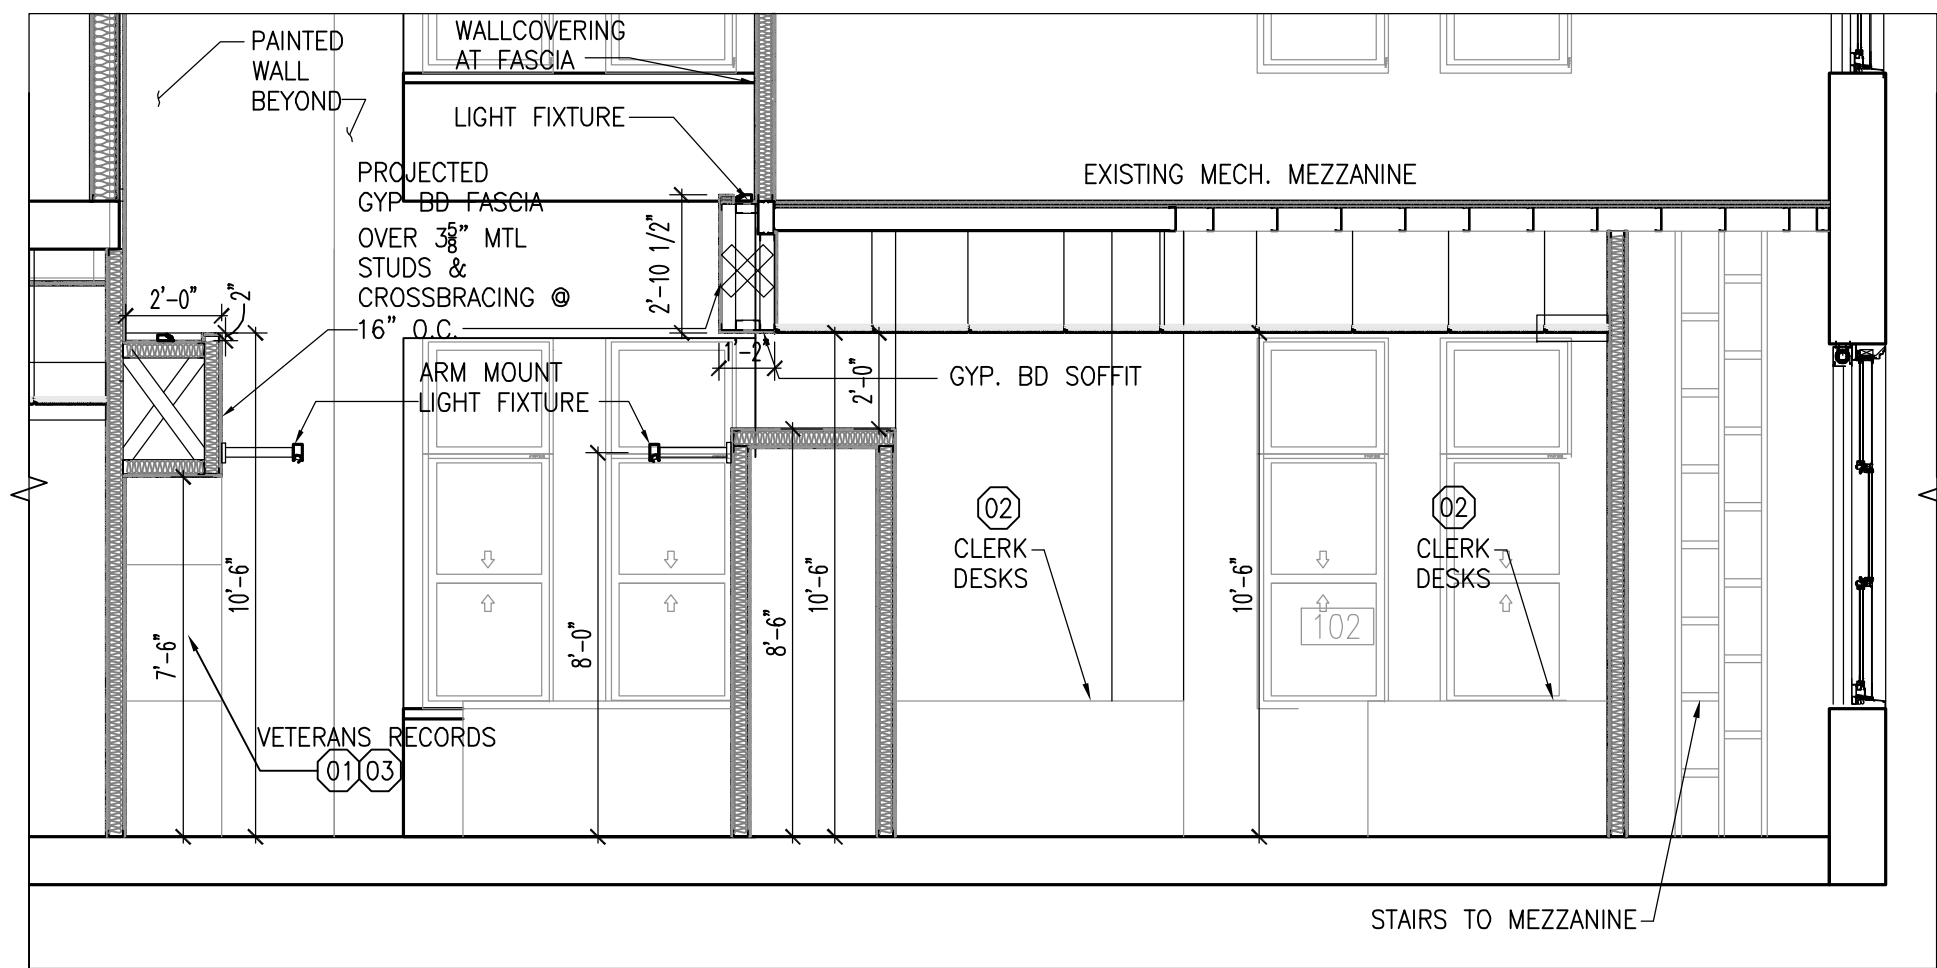 PAINTED
WALL
BEYOND
WALLCOVERING
AT FASCIA
LIGHT FIXTURE
PROJECTED
GYP BD FASCIA
OVER 3 5/8" MTL
STUDS &
CROSSBRACING @
16" O.C.
EXISTING MECH. MEZZANINE
2'-0"
2"
2'-10 1/2"
1'-2"
2'-0"
GYP. BD SOFFIT
ARM MOUNT
LIGHT FIXTURE
02
CLERK
DESKS
02
CLERK
DESKS
10'-6"
7'-6"
8'-0"
8'-6"
10'-6"
10'-6"
102
VETERANS RECORDS
01 03
STAIRS TO MEZZANINE